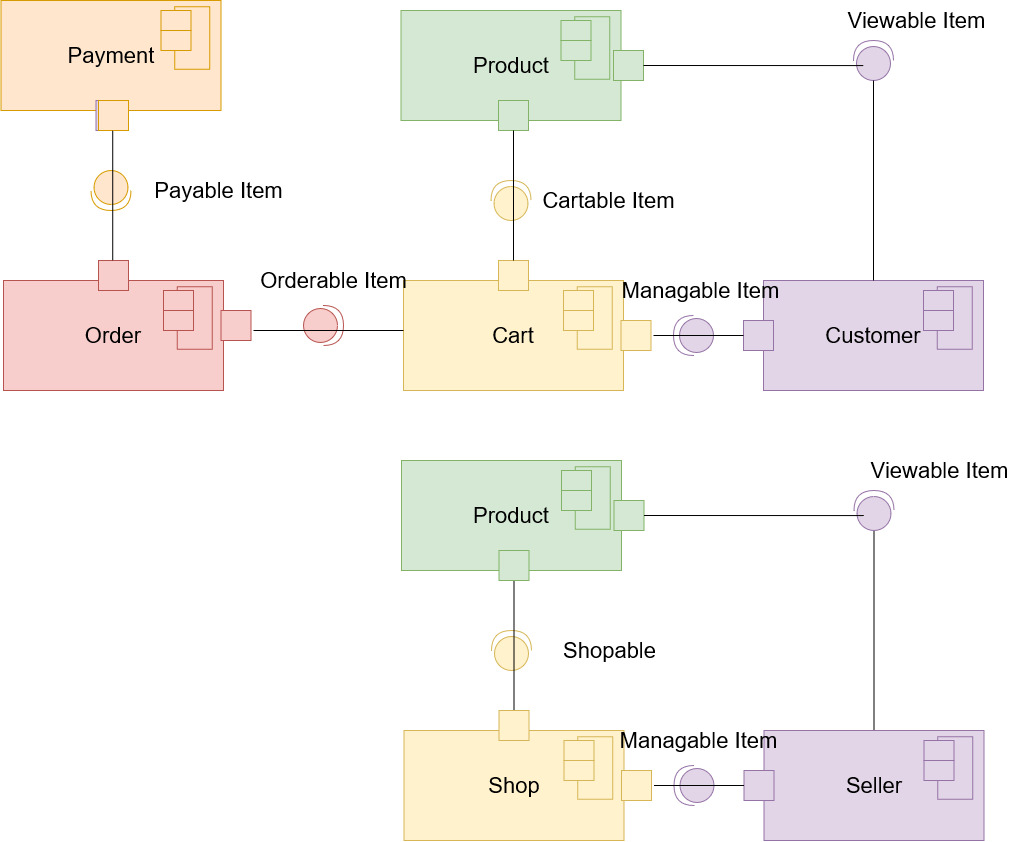 Viewable Item
Payment
Product
Payable Item
Cartable Item
Orderable Item
Managable Item
Order
Cart
Customer
Viewable Item
Product
Shopable
Managable Item
Shop
Seller